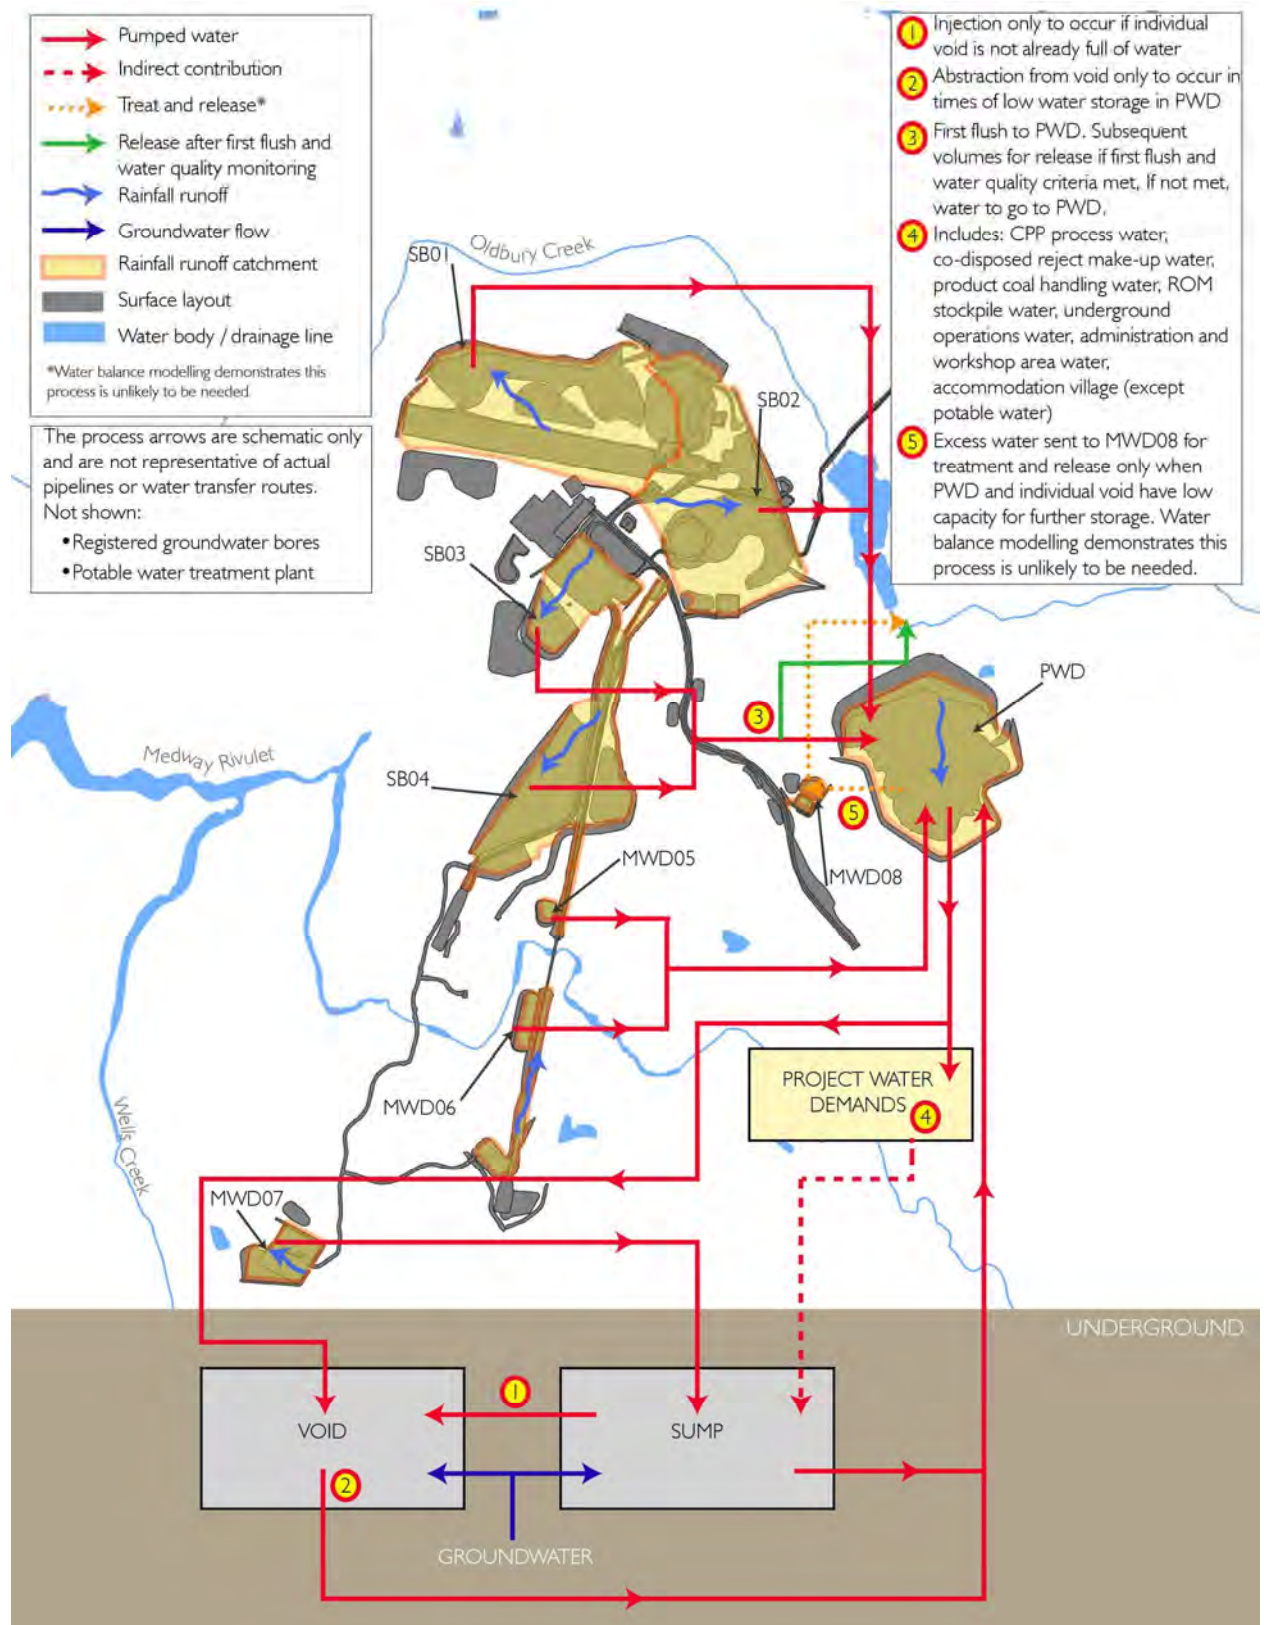 Pumped water
Indirect contribution
Treat and release*
Release after first flush and
water quality monitoring
Rainfall runoff
Groundwater flow
Rainfall runoff catchment
Surface layout
Water body / drainage line
*Water balance modelling demonstrates this
process is unlikely to be needed
The process arrows are schematic only
and are not representative of actual
pipelines or water transfer routes.
Not shown:
•Registered groundwater bores
•Potable water treatment plant
1 Injection only to occur if individual
void is not already full of water
2 Abstraction from void only to occur in
times of low water storage in PWD
3 First flush to PWD. Subsequent
volumes for release if first flush and
water quality criteria met, If not met,
water to go to PWD,
4 Includes: CPP process water,
co-disposed reject make-up water,
product coal handling water, ROM
stockpile water, underground
operations water, administration and
workshop area water,
accommodation village (except
potable water)
5 Excess water sent to MWD08 for
treatment and release only when
PWD and individual void have low
capacity for further storage. Water
balance modelling demonstrates this
process is unlikely to be needed.
Oldbury Creek
SB01
SB02
SB03
PWD
3
Medway Rivulet
SB04
5
MWD05
MWD08
PROJECT WATER
DEMANDS 4
MWD06
Wells Creek
MWD07
UNDERGROUND
1
VOID
SUMP
2
GROUNDWATER